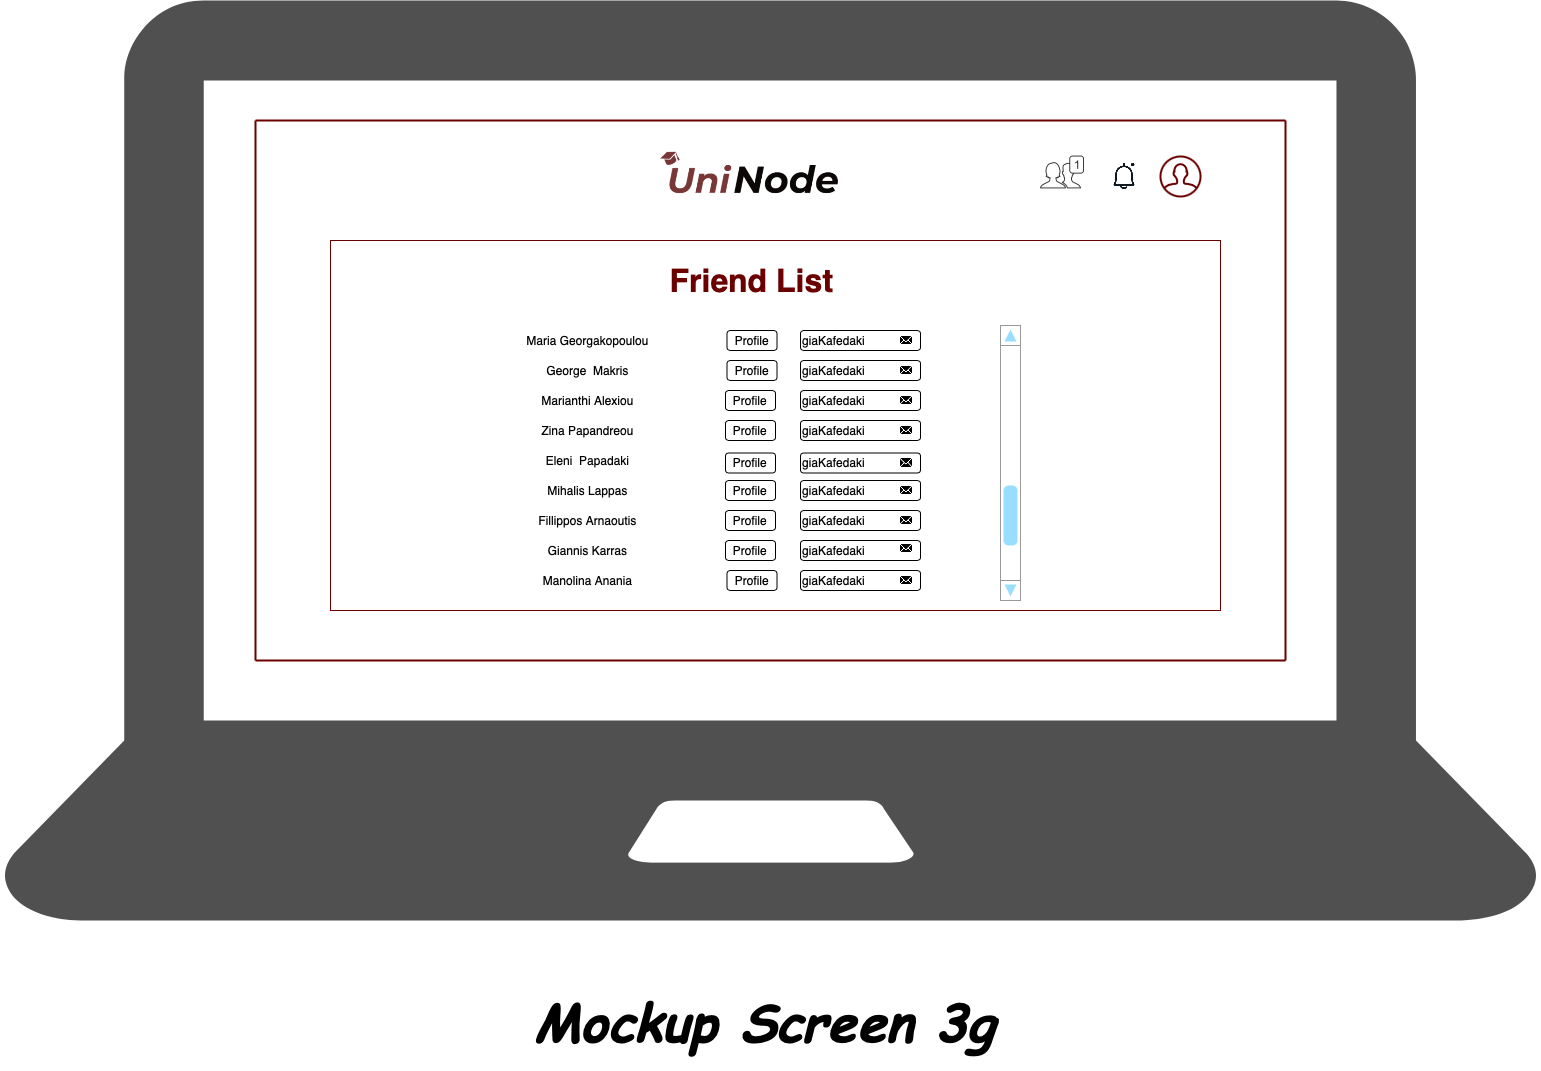 UniNode
1
Friend List
Maria Georgakopoulou Profile giaKafedaki
George Makris Profile giaKafedaki
Marianthi Alexiou Profile giaKafedaki
Zina Papandreou Profile giaKafedaki
Eleni Papadaki Profile giaKafedaki
Mihalis Lappas Profile giaKafedaki
Fillippos Arnaoutis Profile giaKafedaki
Giannis Karras Profile giaKafedaki
Manolina Anania Profile giaKafedaki
Mockup Screen 3g